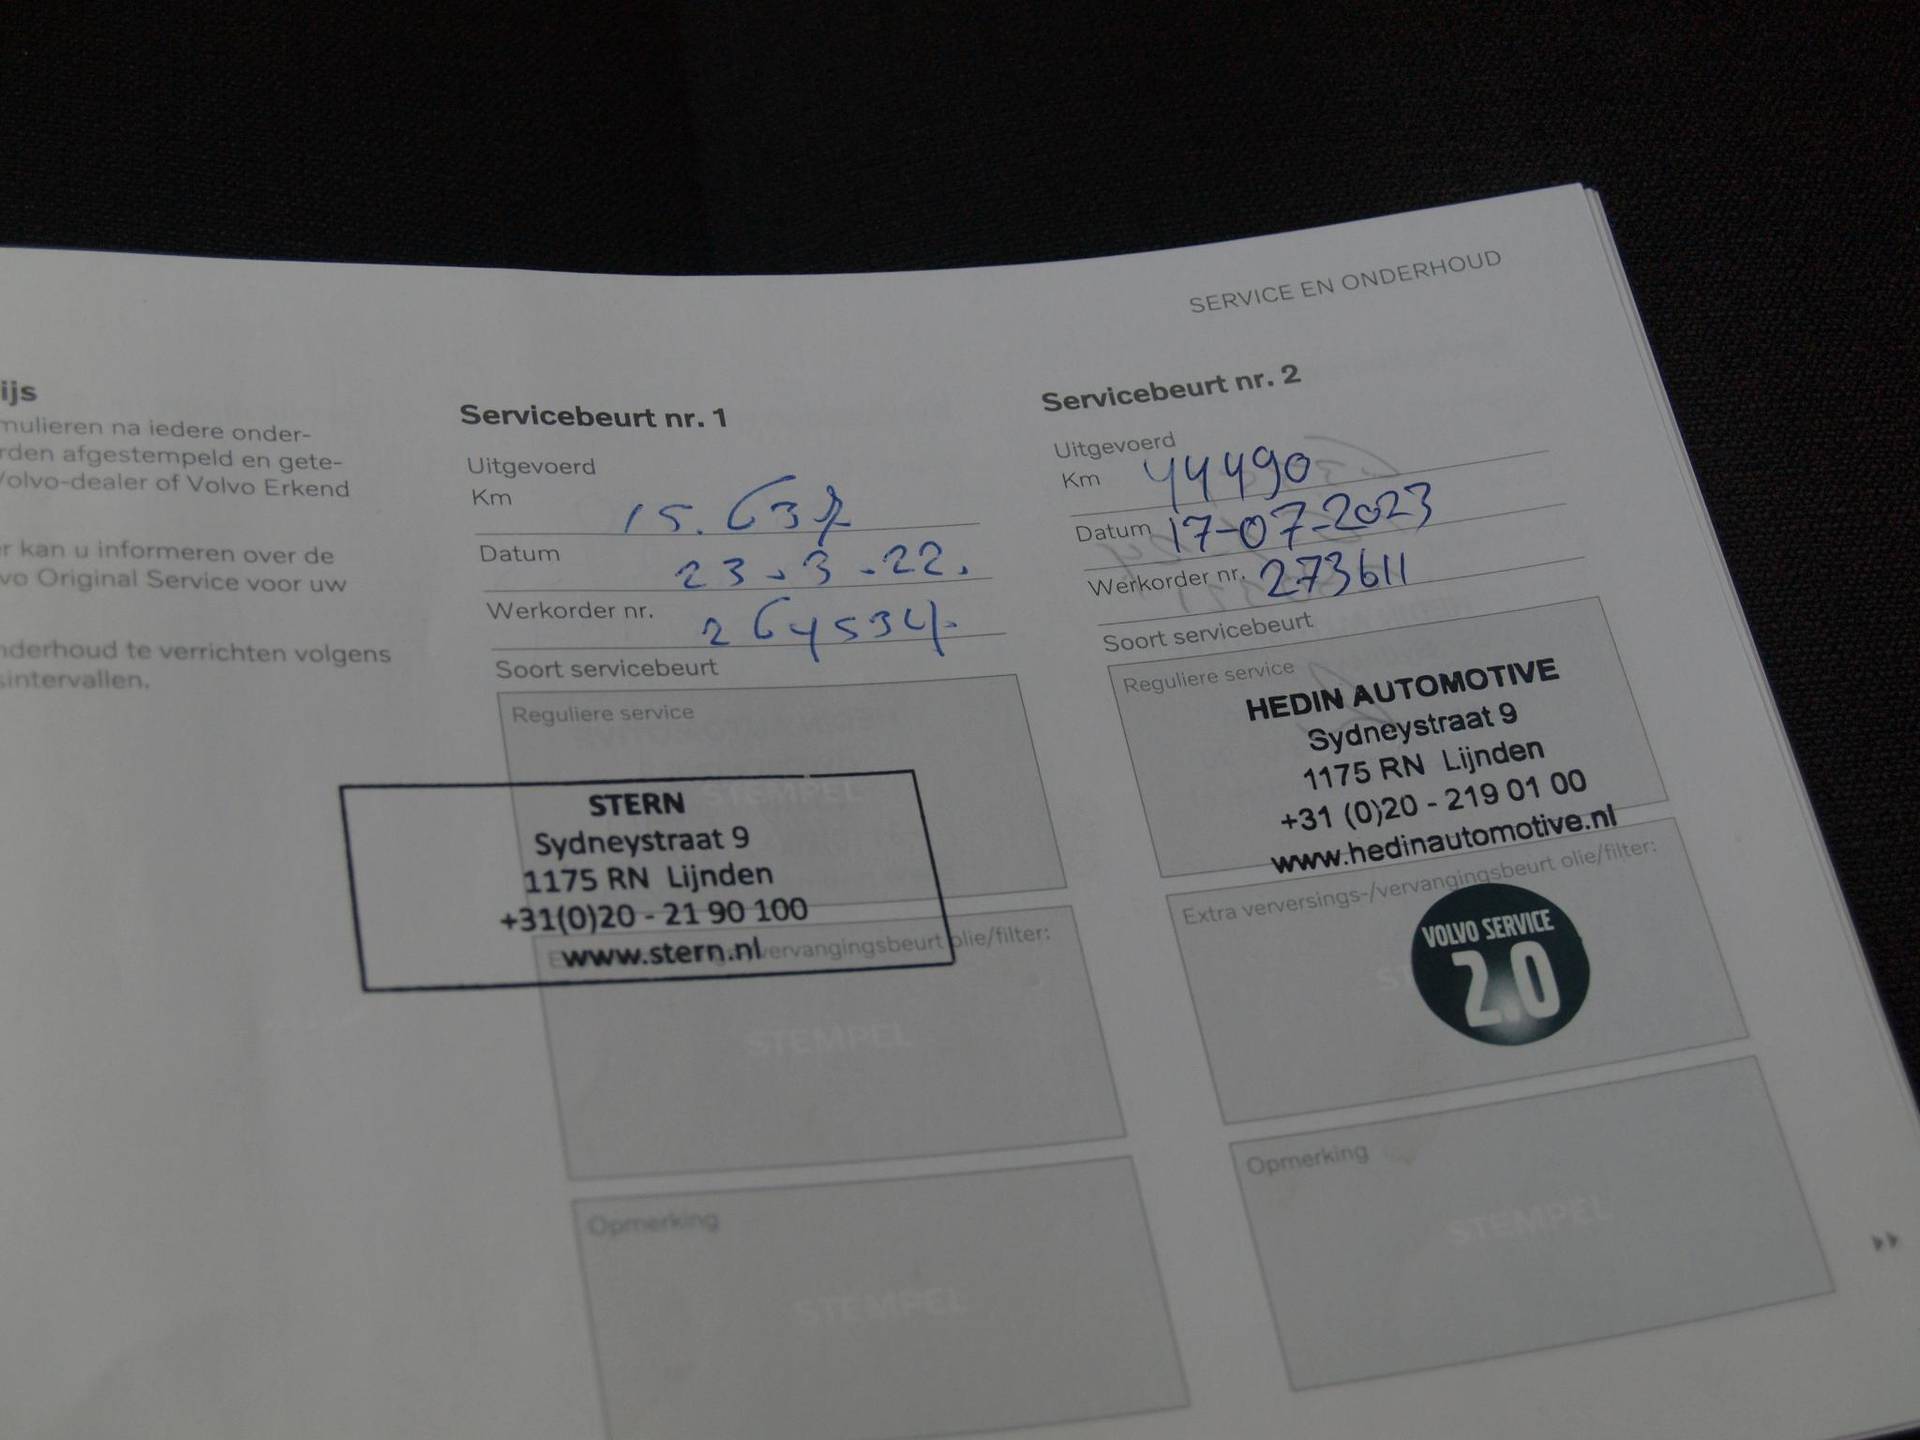 SERVICE EN ONDERHOUD
ijs
mulieren na iedere onder-
rden afgestempeld en gete-
Volvo-dealer of Volvo Erkend
r kan u informeren over de
vo Original Service voor uw
nderhoud te verrichten volgens
sintervallen.
Servicebeurt nr. 1
Uitgevoerd
Km 15.637
Datum 23.3.22.
Werkorder nr. 264534.
Soort servicebeurt
Reguliere service
STEMPEL
STERN
Sydneystraat 9
1175 RN Lijnden
+31(0)20 - 21 90 100
www.stern.nl
vervangingsbeurt olie/filter:
STEMPEL
Opmerking
STEMPEL
Servicebeurt nr. 2
Uitgevoerd
Km 44490
Datum 17-07-2023
Werkorder nr. 273611
Soort servicebeurt
Reguliere service
HEDIN AUTOMOTIVE
Sydneystraat 9
1175 RN Lijnden
+31 (0)20 - 219 01 00
www.hedinautomotive.nl
Extra verversings-/vervangingsbeurt olie/filter:
VOLVO SERVICE
2.0
Opmerking
STEMPEL